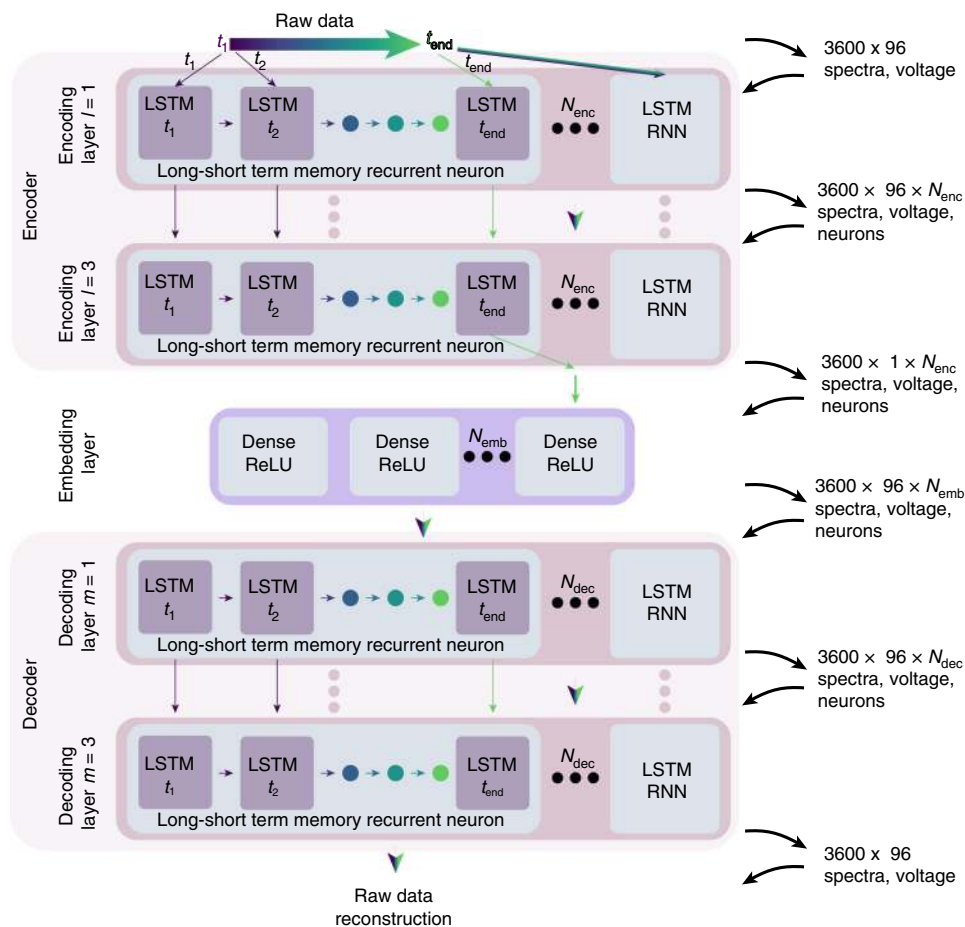 Raw data
t1 tend
t1 t2 tend
3600 x 96
spectra, voltage
Encoder
Encoding
layer l = 1
LSTM
t1
LSTM
t2
LSTM
tend
Nenc
LSTM
RNN
Long-short term memory recurrent neuron
3600 × 96 × Nenc
spectra, voltage,
neurons
Encoding
layer l = 3
LSTM
t1
LSTM
t2
LSTM
tend
Nenc
LSTM
RNN
Long-short term memory recurrent neuron
3600 × 1 × Nenc
spectra, voltage,
neurons
Embedding
layer
Dense
ReLU
Dense
ReLU
Nemb
Dense
ReLU
3600 × 96 × Nemb
spectra, voltage,
neurons
Decoder
Decoding
layer m = 1
LSTM
t1
LSTM
t2
LSTM
tend
Ndec
LSTM
RNN
Long-short term memory recurrent neuron
3600 × 96 × Ndec
spectra, voltage,
neurons
Decoding
layer m = 3
LSTM
t1
LSTM
t2
LSTM
tend
Ndec
LSTM
RNN
Long-short term memory recurrent neuron
3600 x 96
spectra, voltage
Raw data
reconstruction